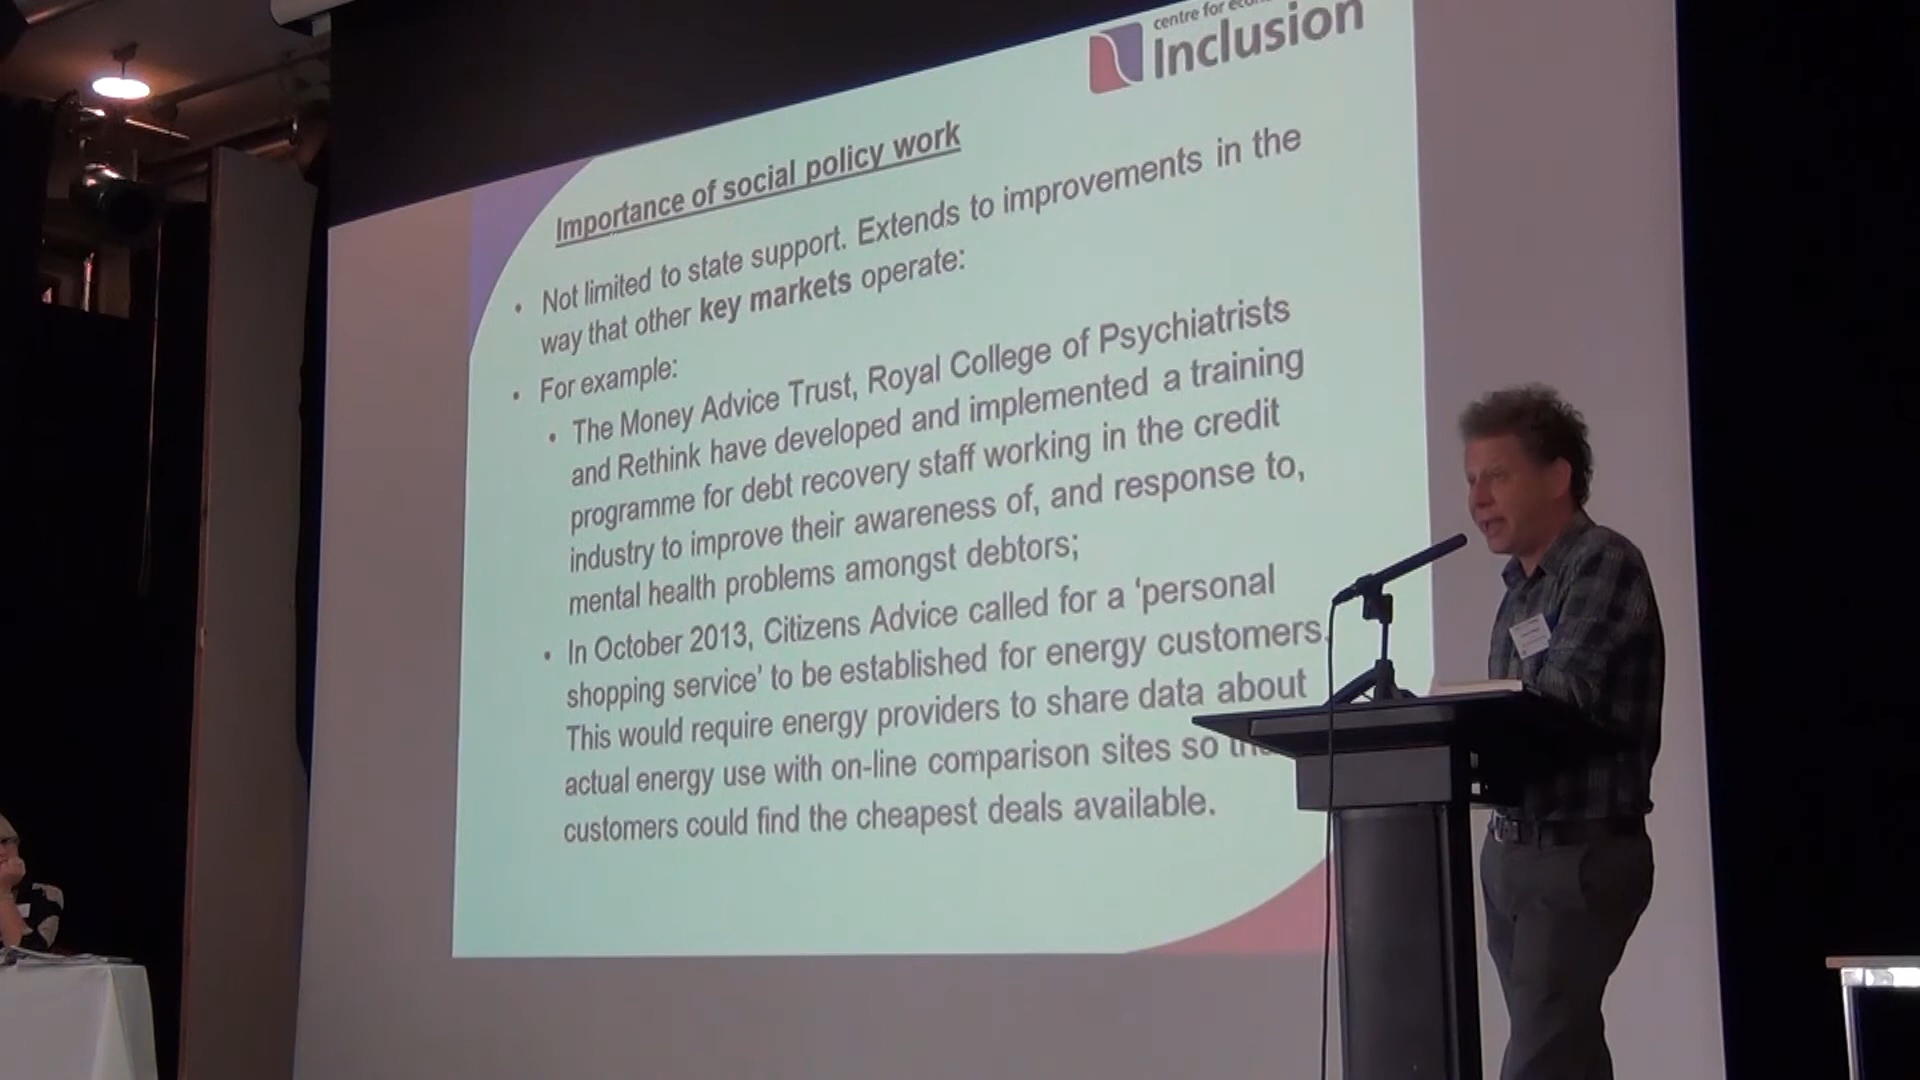 centre for
Inclusion
Importance of social policy work
• Not limited to state support. Extends to improvements in the
way that other key markets operate:
• For example:
• The Money Advice Trust, Royal College of Psychiatrists
and Rethink have developed and implemented a training
programme for debt recovery staff working in the credit
industry to improve their awareness of, and response to,
mental health problems amongst debtors;
• In October 2013, Citizens Advice called for a ‘personal
shopping service’ to be established for energy customers.
This would require energy providers to share data about
actual energy use with on-line comparison sites so
customers could find the cheapest deals available.